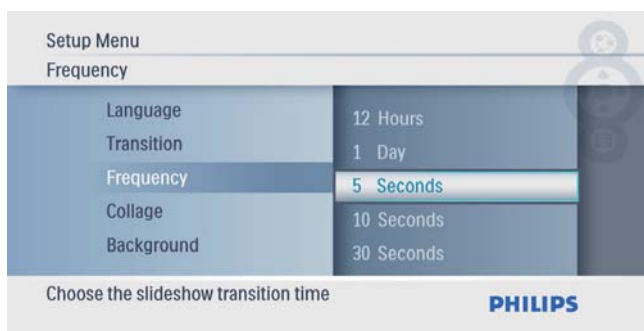 Setup Menu
Frequency
Language
Transition
Frequency
Collage
Background
12 Hours
1 Day
5 Seconds
10 Seconds
30 Seconds
Choose the slideshow transition time
PHILIPS